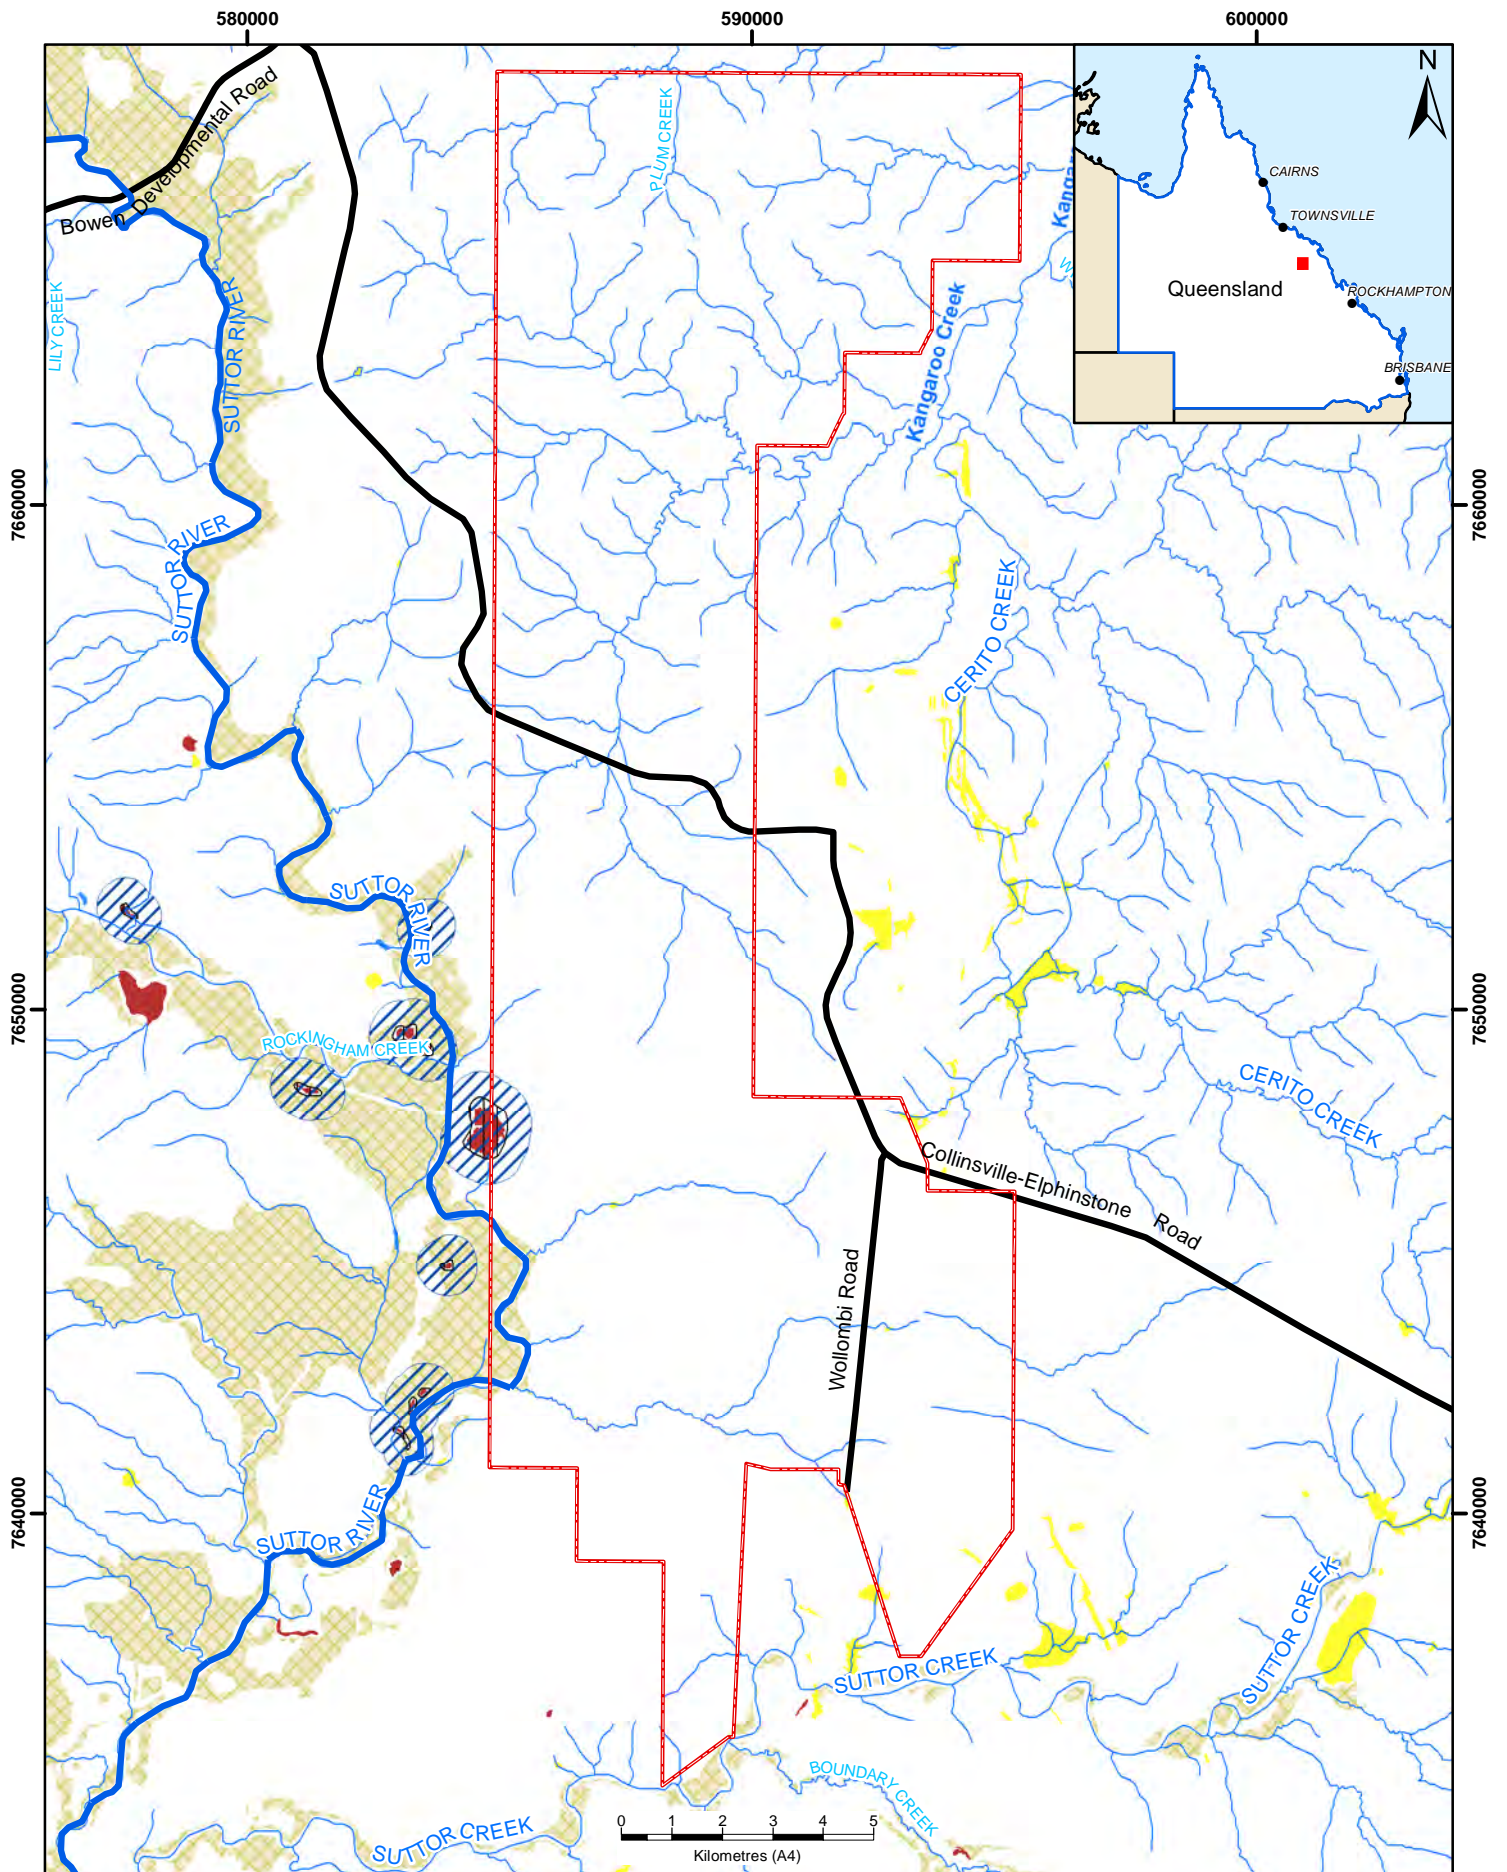 580000
590000
600000
N
Bowen Developmental Road
PLUM CREEK
Kangar
W
CAIRNS
TOWNSVILLE
Queensland
ROCKHAMPTON
BRISBANE
LILY CREEK
SUTTOR RIVER
Kangaroo Creek
7660000
7660000
SUTTOR RIVER
CERITO CREEK
SUTTOR RIVER
7650000
7650000
ROCKINGHAM CREEK
CERITO CREEK
Collinsville-Elphinstone Road
Wollombi Road
7640000
7640000
SUTTOR RIVER
SUTTOR CREEK
SUTTOR CREEK
BOUNDARY CREEK
SUTTOR CREEK
0 1 2 3 4 5
Kilometres (A4)